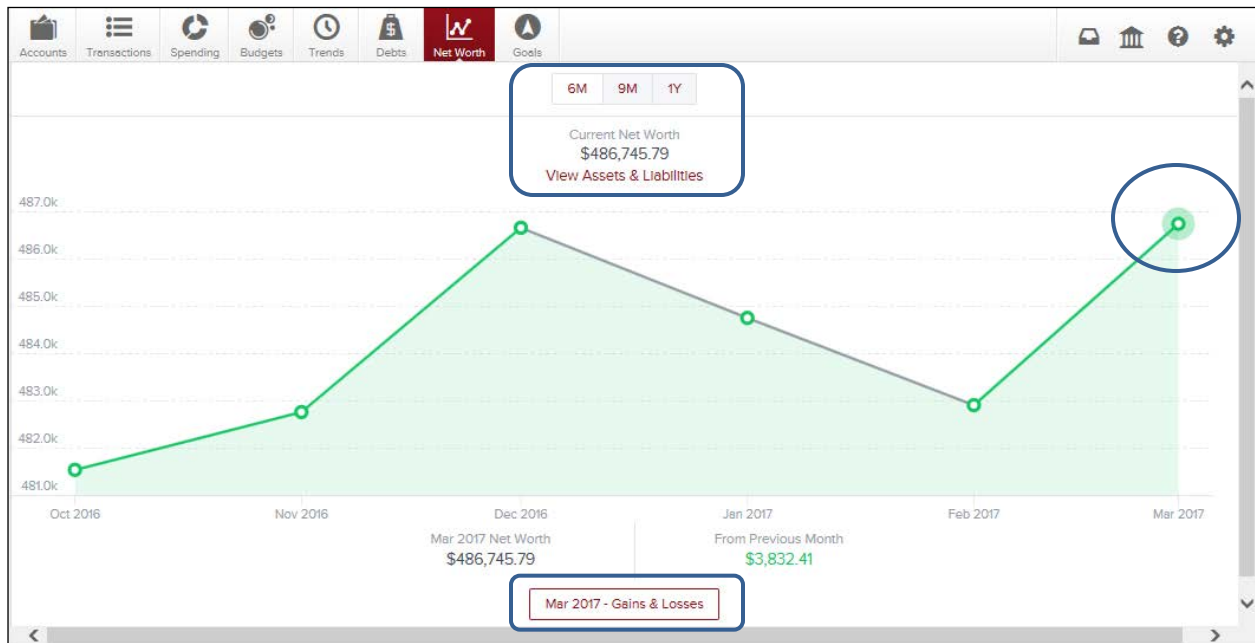 Accounts Transactions Spending Budgets Trends Debts Net Worth Goals
6M 9M 1Y
Current Net Worth
$486,745.79
View Assets & Liabilities
487.0k
486.0k
485.0k
484.0k
483.0k
482.0k
481.0k
Oct 2016 Nov 2016 Dec 2016 Jan 2017 Feb 2017 Mar 2017
Mar 2017 Net Worth From Previous Month
$486,745.79 $3,832.41
Mar 2017 - Gains & Losses